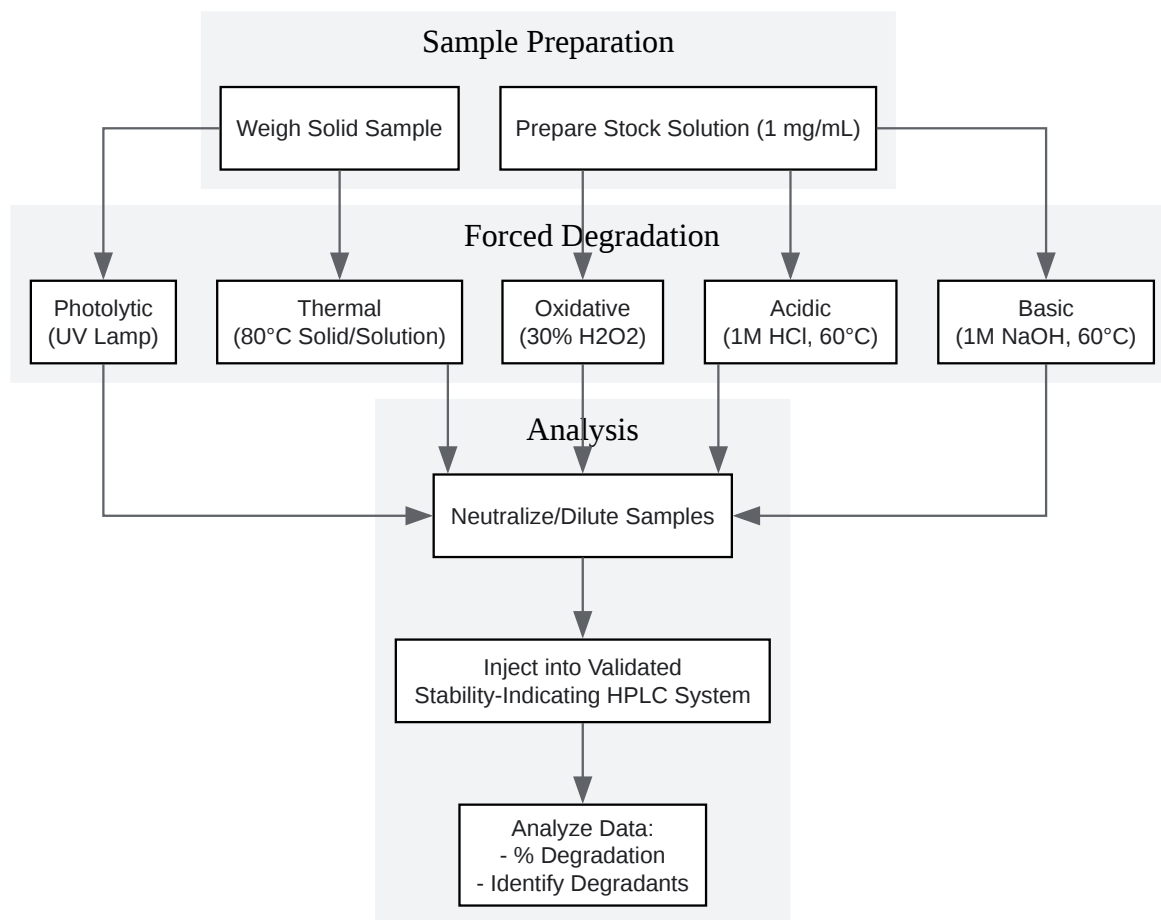 Sample Preparation
Weigh Solid Sample
Prepare Stock Solution (1 mg/mL)
Forced Degradation
Photolytic
(UV Lamp)
Thermal
(80°C Solid/Solution)
Oxidative
(30% H2O2)
Acidic
(1M HCl, 60°C)
Basic
(1M NaOH, 60°C)
Analysis
Neutralize/Dilute Samples
Inject into Validated
Stability-Indicating HPLC System
Analyze Data:
- % Degradation
- Identify Degradants